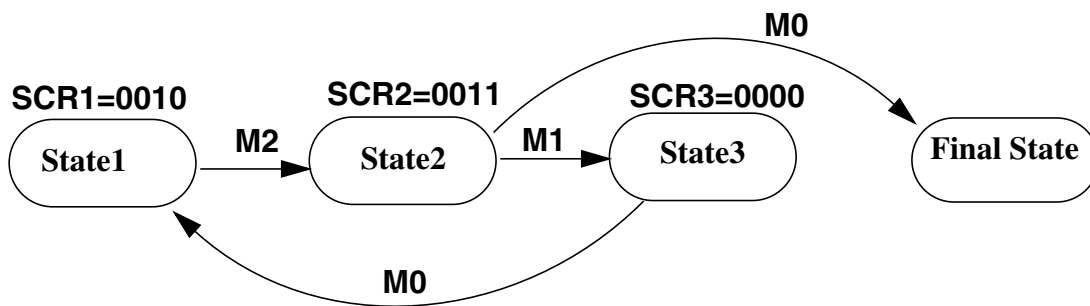 M0
SCR1=0010
SCR2=0011
SCR3=0000
State1
M2
State2
M1
State3
Final State
M0